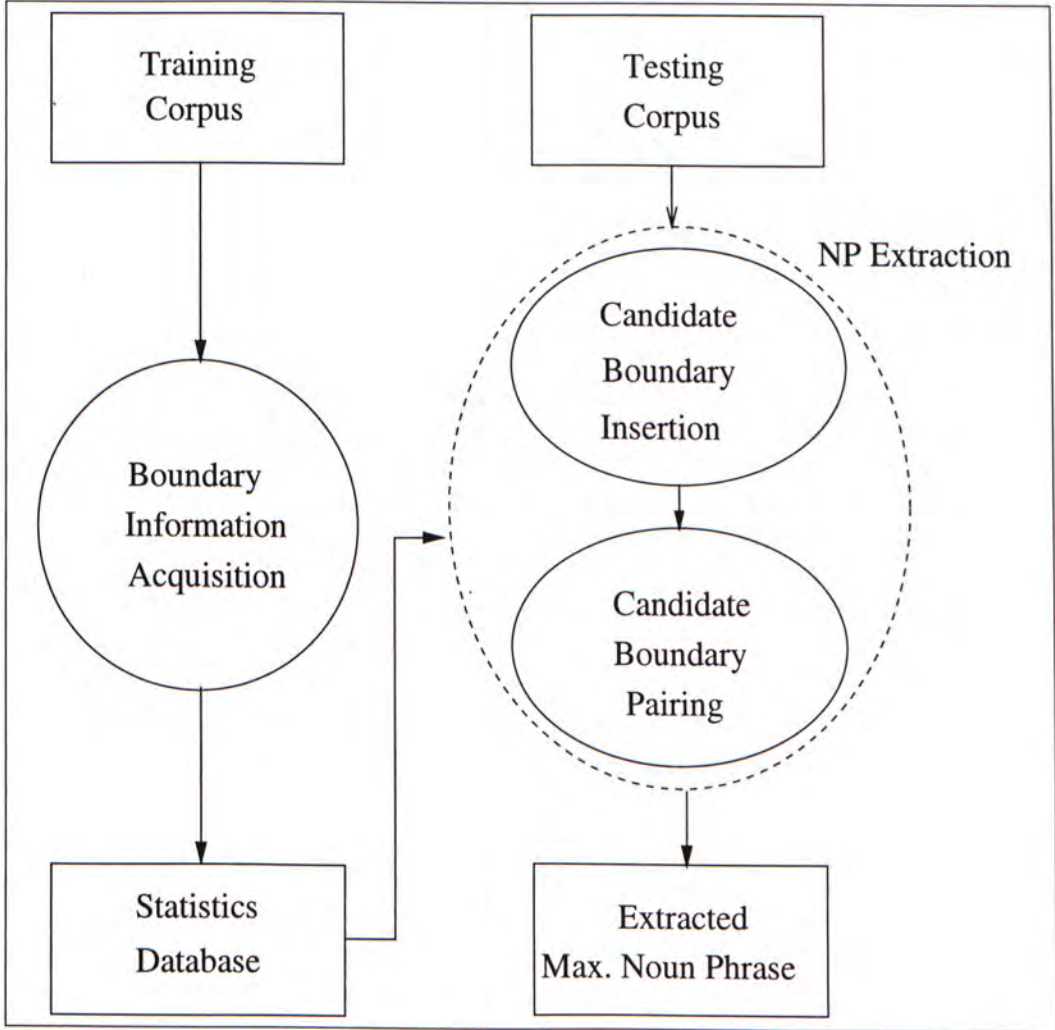 Training
Corpus
Boundary
Information
Acquisition
Statistics
Database
Testing
Corpus
NP Extraction
Candidate
Boundary
Insertion
Candidate
Boundary
Pairing
Extracted
Max. Noun Phrase